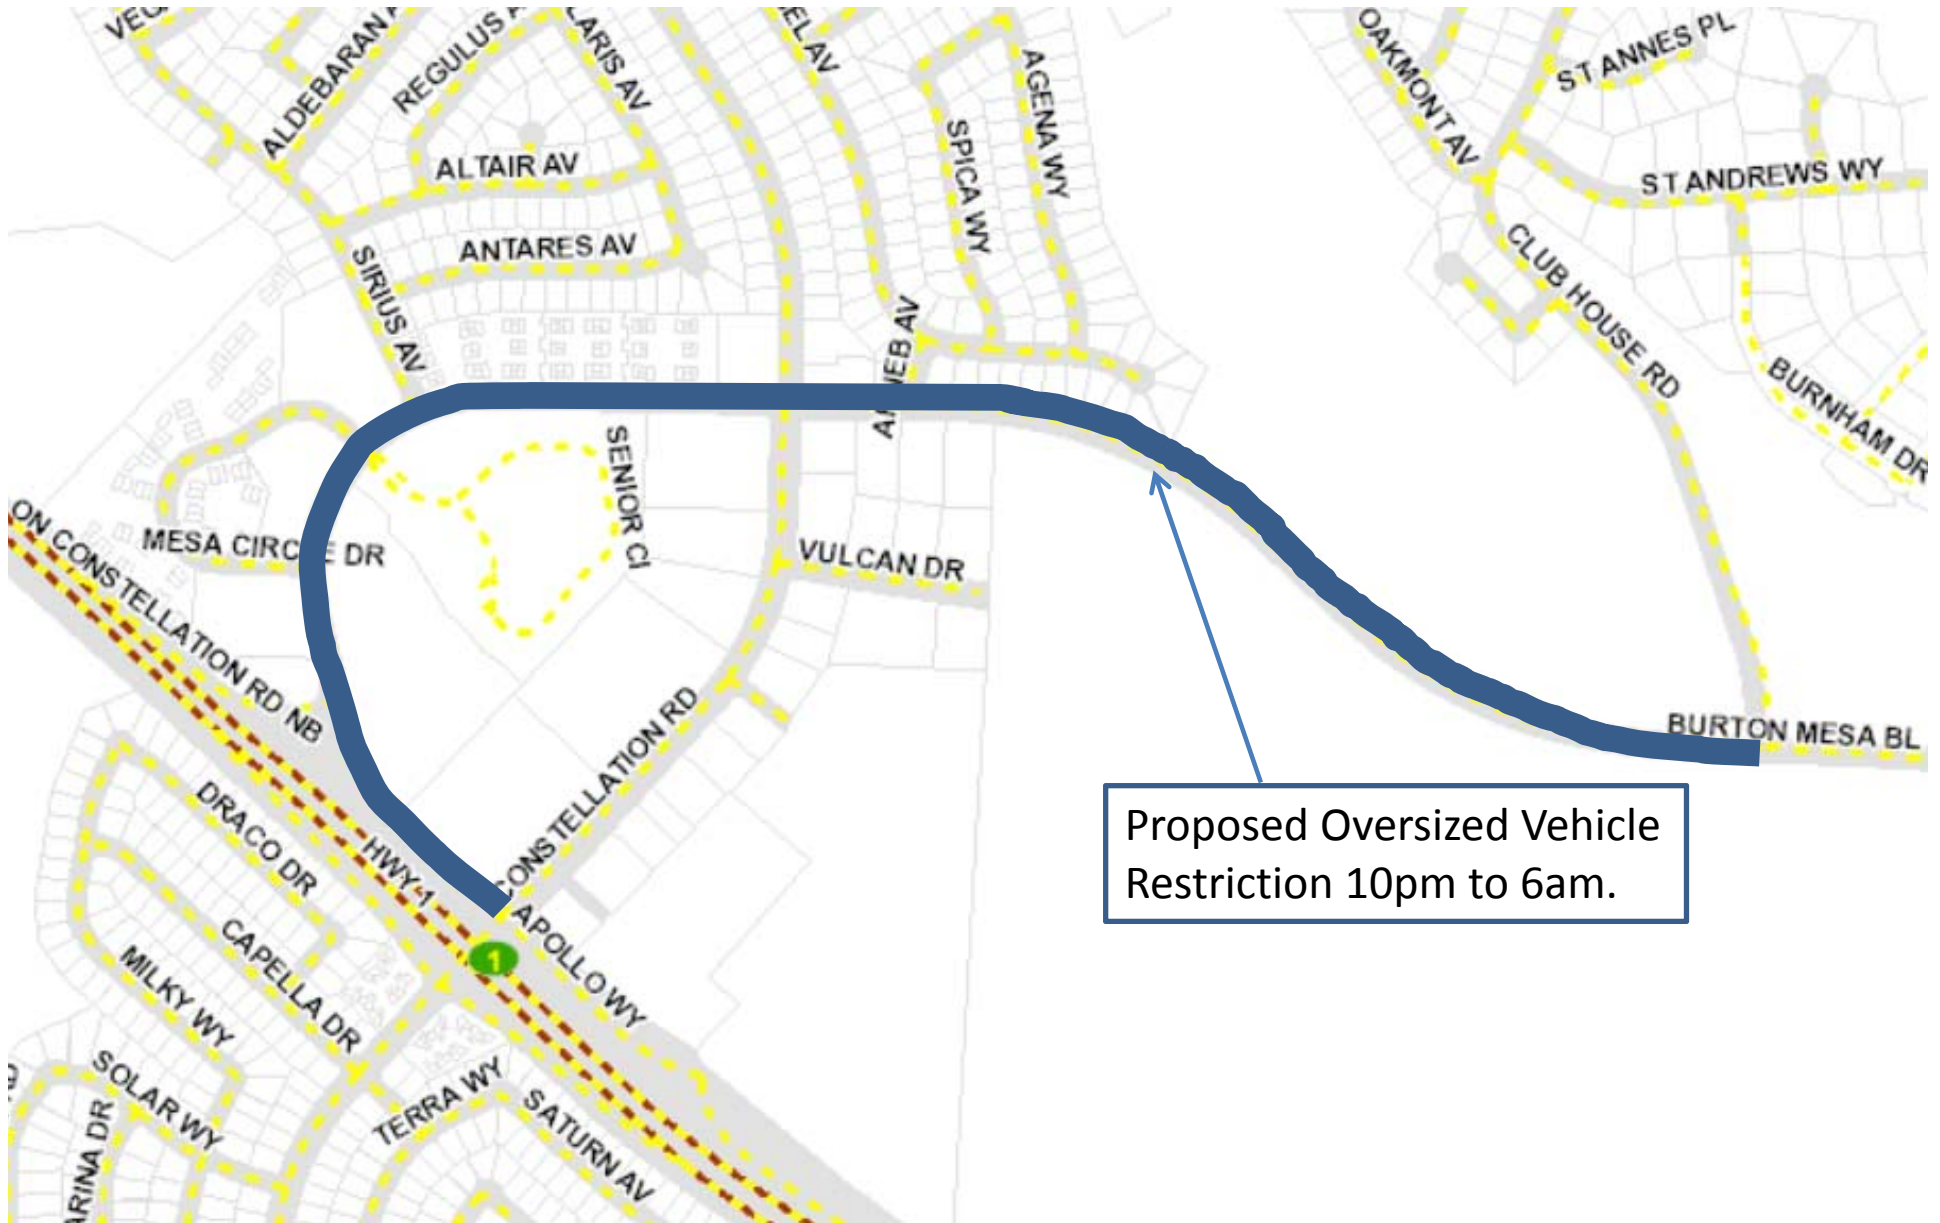 ALTAIR AV
ANTARES AV
SIRIUS AV
SPICA WY
AGENA WY
OAKMONT AV
ST ANNES PL
ST ANDREWS WY
CLUB HOUSE RD
BURNHAM DR
SENIOR CI
MESA CIRCLE DR
VULCAN DR
ON CONSTELLATION RD NB
CONSTELLATION RD
BURTON MESA BL
Proposed Oversized Vehicle
Restriction 10pm to 6am.
DRACO DR
HWY 1
1
APOLLO WY
CAPELLA DR
MILKY WY
SOLAR WY
TERRA WY
SATURN AV